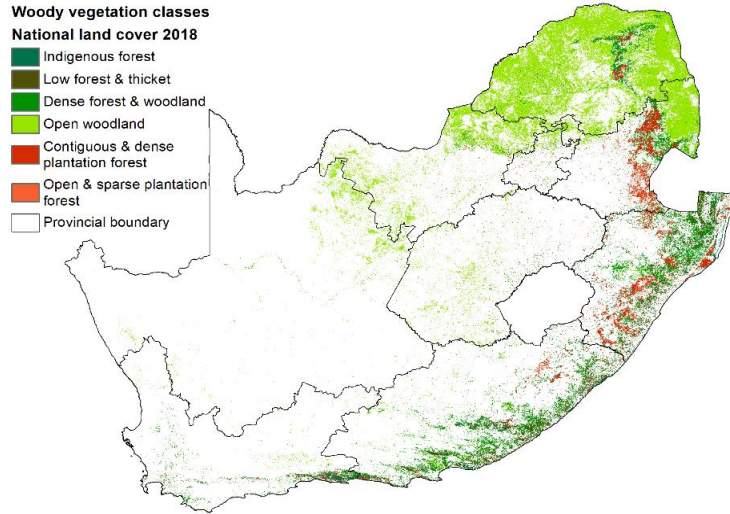 Woody vegetation classes
National land cover 2018
Indigenous forest
Low forest & thicket
Dense forest & woodland
Open woodland
Contiguous & dense
plantation forest
Open & sparse plantation
forest
Provincial boundary